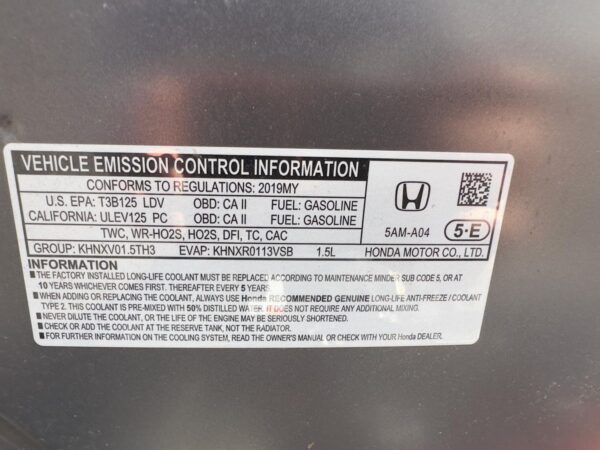 VEHICLE EMISSION CONTROL INFORMATION
CONFORMS TO REGULATIONS: 2019MY
U.S. EPA: T3B125 LDV OBD: CA II FUEL: GASOLINE
CALIFORNIA: ULEV125 PC OBD: CA II FUEL: GASOLINE
TWC, WR-HO2S, HO2S, DFI, TC, CAC
GROUP: KHNXV01.5TH3 EVAP: KHNXR0113VSB 1.5L
5AM-A04 5·E
HONDA MOTOR CO., LTD.
INFORMATION
■ THE FACTORY INSTALLED LONG-LIFE COOLANT MUST BE REPLACED ACCORDING TO MAINTENANCE MINDER SUB CODE 5, OR AT
10 YEARS WHICHEVER COMES FIRST. THEREAFTER EVERY 5 YEARS.
■ WHEN ADDING OR REPLACING THE COOLANT, ALWAYS USE Honda RECOMMENDED GENUINE LONG-LIFE ANTI-FREEZE / COOLANT
TYPE 2. THIS COOLANT IS PRE-MIXED WITH 50% DISTILLED WATER. IT DOES NOT REQUIRE ANY ADDITIONAL MIXING.
■ NEVER DILUTE THE COOLANT, OR THE LIFE OF THE ENGINE MAY BE SERIOUSLY SHORTENED.
■ CHECK OR ADD THE COOLANT AT THE RESERVE TANK, NOT THE RADIATOR.
■ FOR FURTHER INFORMATION ON THE COOLING SYSTEM, READ THE OWNER'S MANUAL OR CHECK WITH YOUR Honda DEALER.